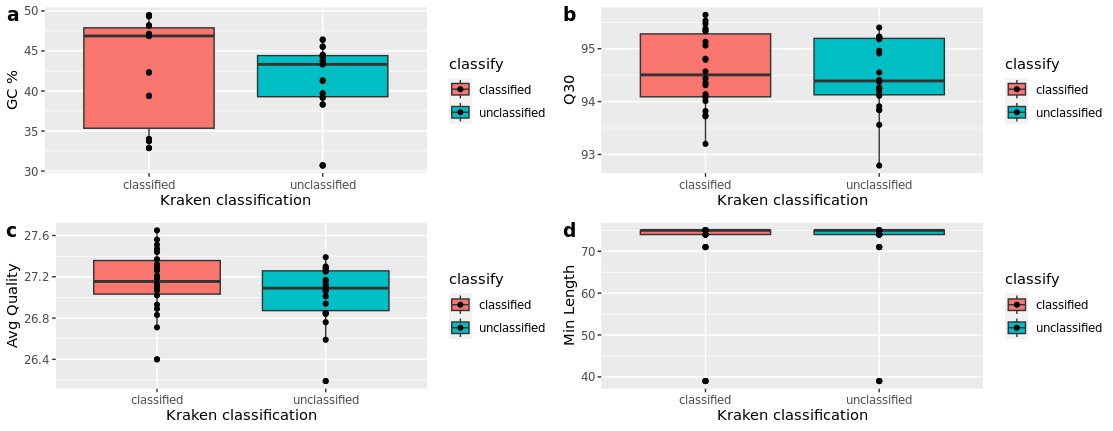 a
GC %
50
45
40
35
30
classified
unclassified
Kraken classification
classify
classified
unclassified
b
Q30
95
94
93
classified
unclassified
Kraken classification
classify
classified
unclassified
c
Avg Quality
27.6
27.2
26.8
26.4
classified
unclassified
Kraken classification
classify
classified
unclassified
d
Min Length
70
60
50
40
classified
unclassified
Kraken classification
classify
classified
unclassified